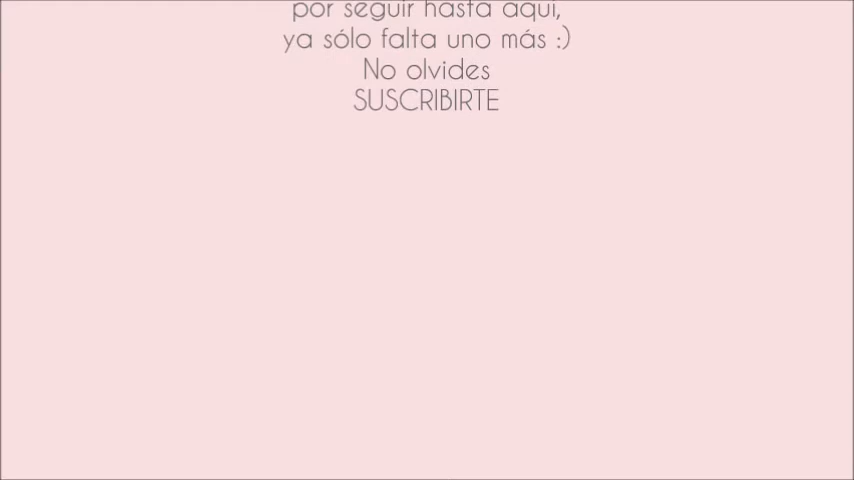 por seguir hasta aquí,
ya sólo falta uno más :)
No olvides
SUSCRIBIRTE